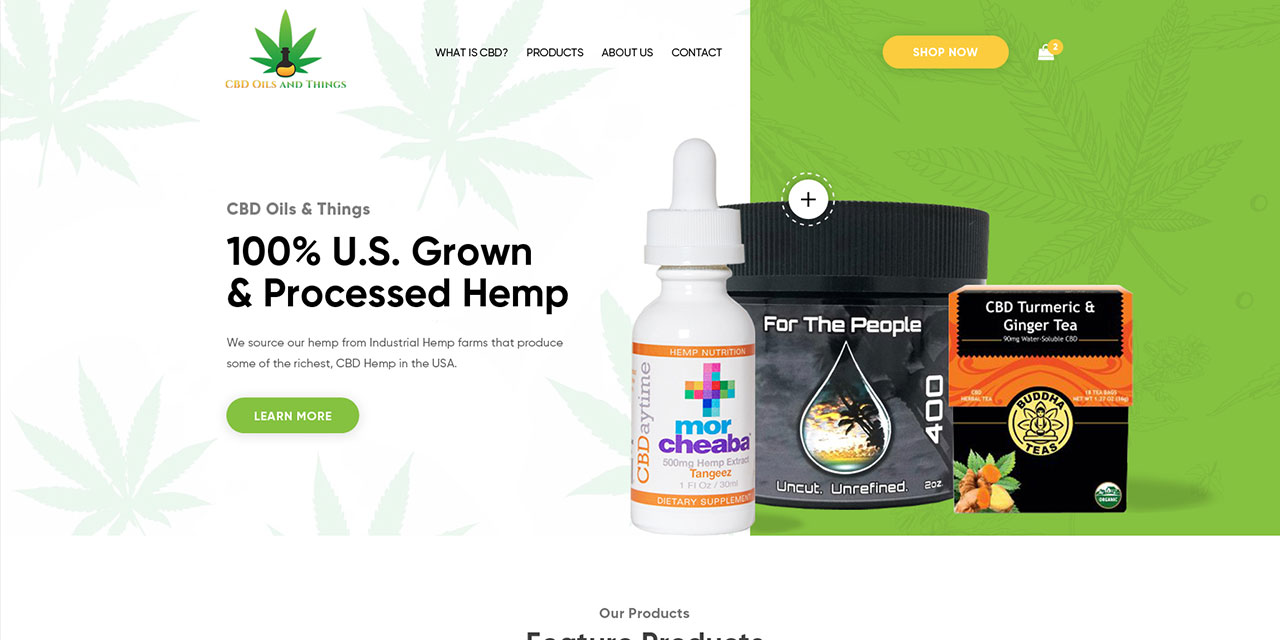 CBD OILS AND THINGS
WHAT IS CBD?
PRODUCTS
ABOUT US
CONTACT
SHOP NOW
2
CBD Oils & Things
100% U.S. Grown
& Processed Hemp
We source our hemp from Industrial Hemp farms that produce
some of the richest, CBD Hemp in the USA.
LEARN MORE
HEMP NUTRITION
CBDaytime
mor
cheaba
500mg Hemp Extract
Tangeez
1 Fl Oz / 30ml
DIETARY SUPPLEMENT
For The People
400
Uncut. Unrefined.
2oz.
CBD Turmeric &
Ginger Tea
90mg Water-Soluble CBD
CBD
HERBAL TEA
18 TEA BAGS
NET WT 1.27 OZ (36g)
BUDDHA
TEAS
ORGANIC
Our Products
Feature Products